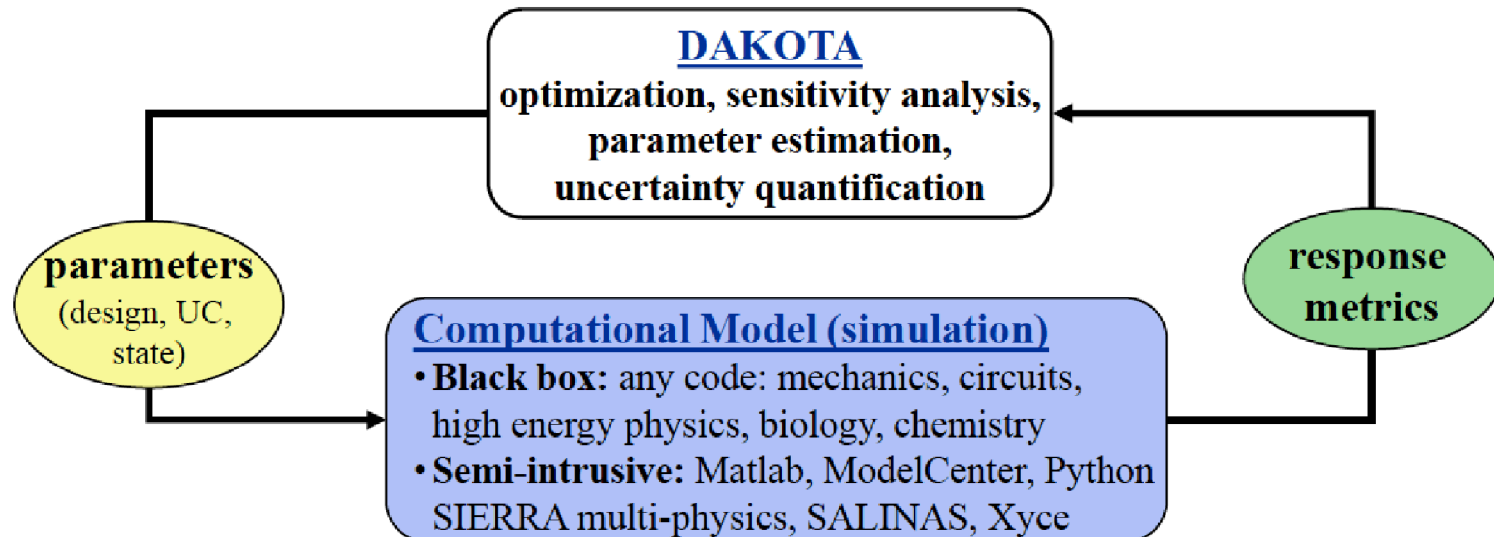 DAKOTA
optimization, sensitivity analysis,
parameter estimation,
uncertainty quantification
parameters
(design, UC,
state)
response
metrics
Computational Model (simulation)
• Black box: any code: mechanics, circuits,
high energy physics, biology, chemistry
• Semi-intrusive: Matlab, ModelCenter, Python
SIERRA multi-physics, SALINAS, Xyce